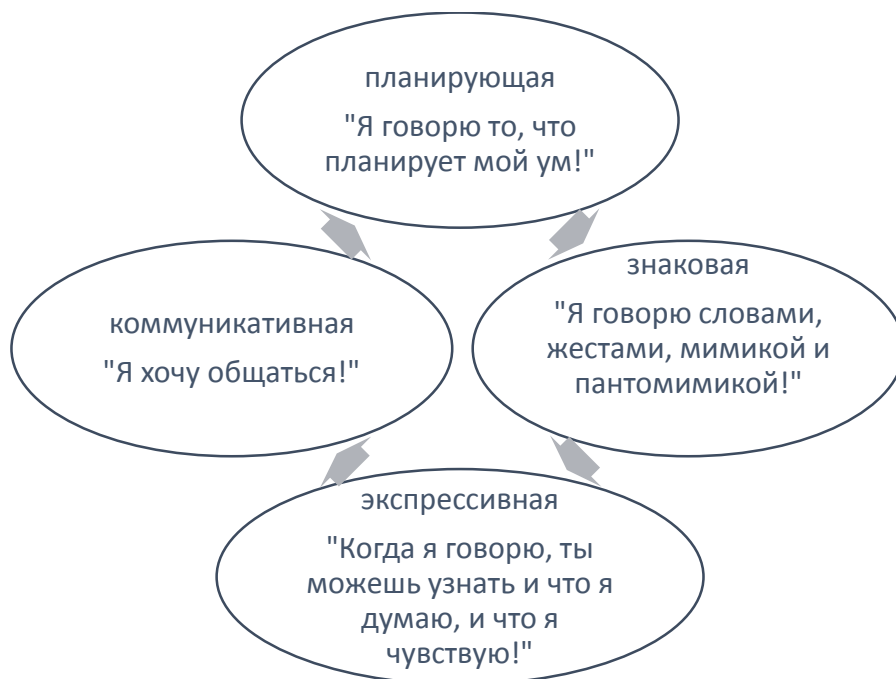 планирующая
"Я говорю то, что
планирует мой ум!"
коммуникативная
"Я хочу общаться!"
знаковая
"Я говорю словами,
жестами, мимикой и
пантомимикой!"
экспрессивная
"Когда я говорю, ты
можешь узнать и что я
думаю, и что я
чувствую!"